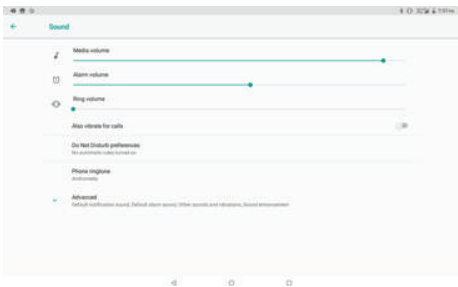 Sound
Media volume
Alarm volume
Ring volume
Also vibrate for calls
Do Not Disturb preferences
No automatic rules turned on
Phone ringtone
Andromeda
Advanced
Default notification sound, Default alarm sound, Other sounds and vibrations, Sound enhancement